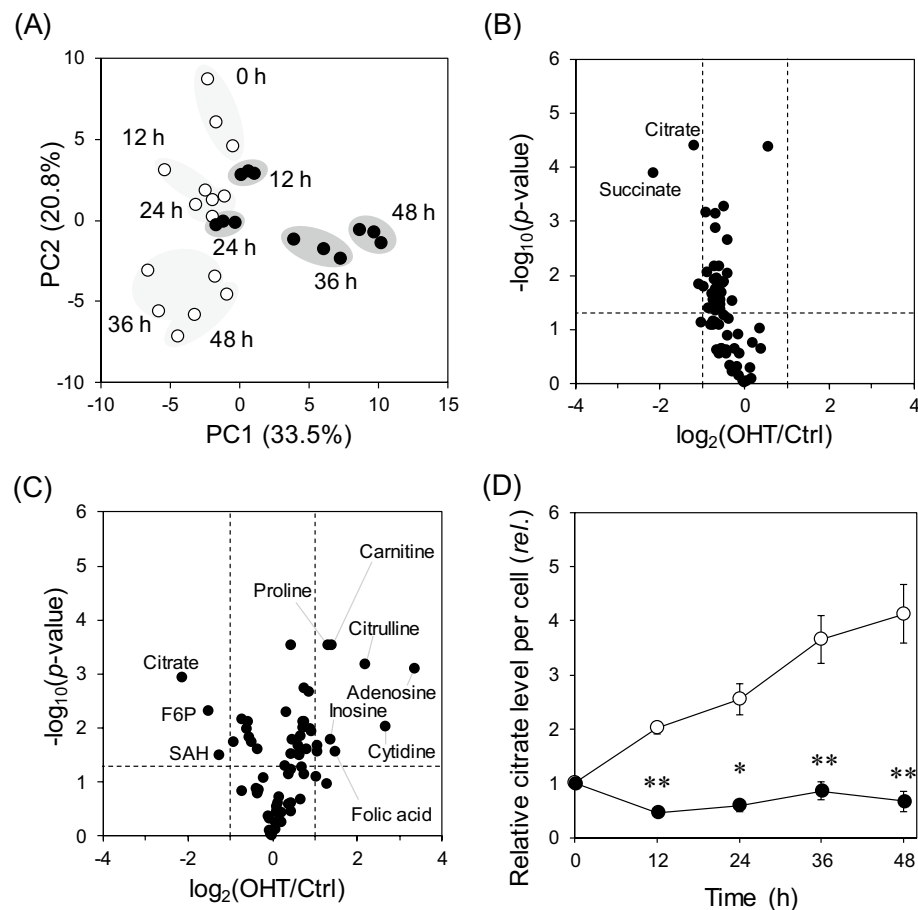 (A)
10
5
0
-5
-10
-10 -5 0 5 10 15
PC2 (20.8%)
PC1 (33.5%)
0 h
12 h
12 h
24 h
24 h
48 h
36 h
36 h
48 h
(B)
6
5
4
3
2
1
0
-4 -2 0 2 4
-log10(p-value)
log2(OHT/Ctrl)
Citrate
Succinate
(C)
6
5
4
3
2
1
0
-4 -2 0 2 4
-log10(p-value)
log2(OHT/Ctrl)
Carnitine
Proline
Citrulline
Citrate
Adenosine
F6P
Inosine
SAH
Cytidine
Folic acid
(D)
6
5
4
3
2
1
0
0 12 24 36 48
Relative citrate level per cell (rel.)
Time (h)
** * ** **